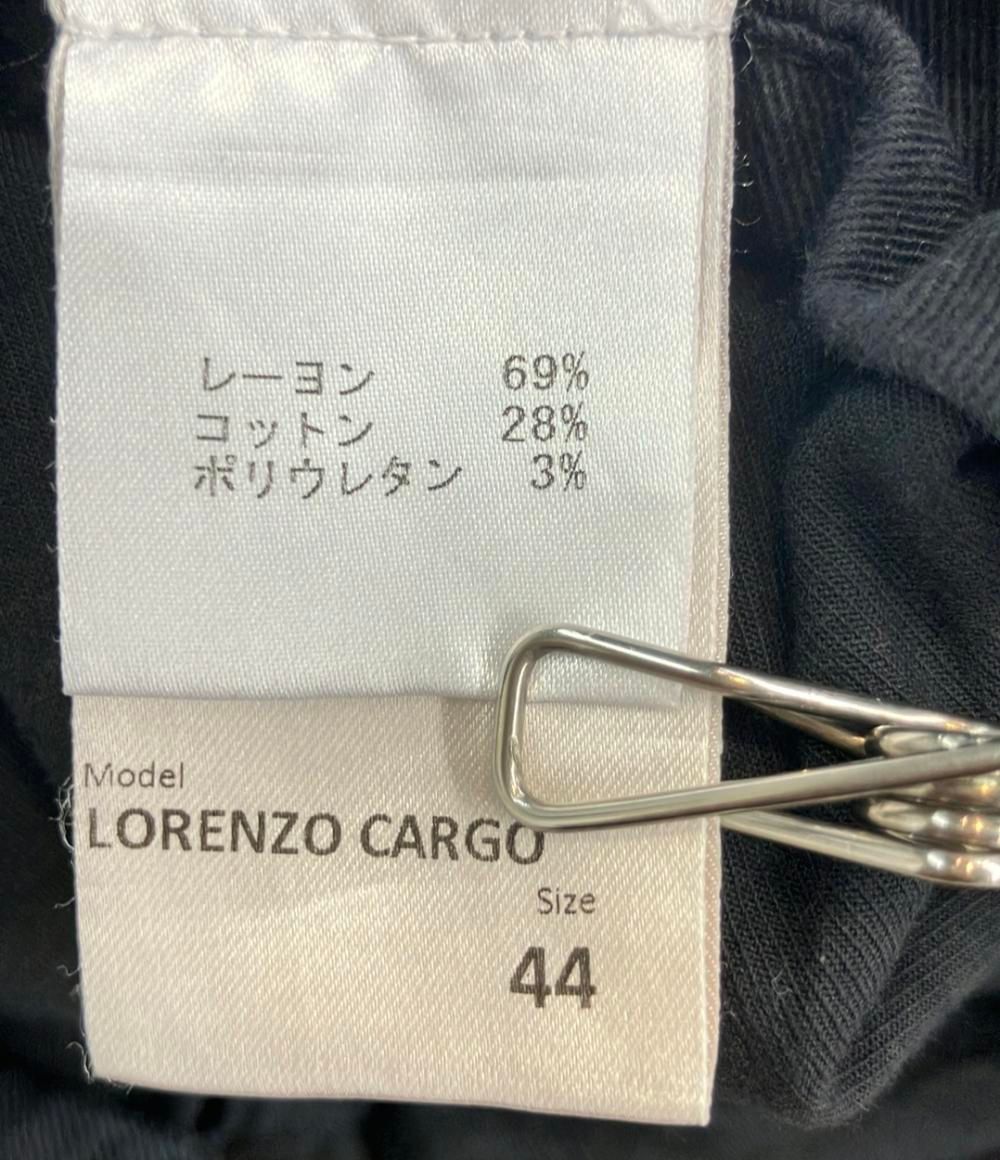 レーヨン 69%
コットン 28%
ポリウレタン 3%
Model
LORENZO CARGO
Size
44